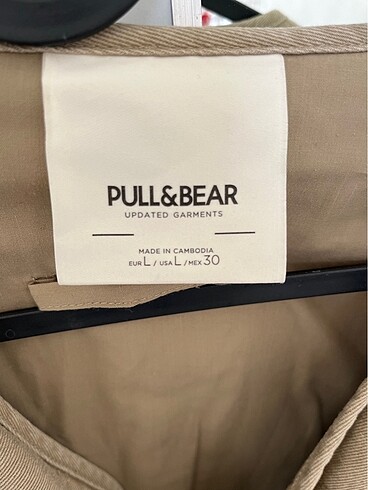 PULL&BEAR
UPDATED GARMENTS
MADE IN CAMBODIA
EUR L / USA L / MEX 30